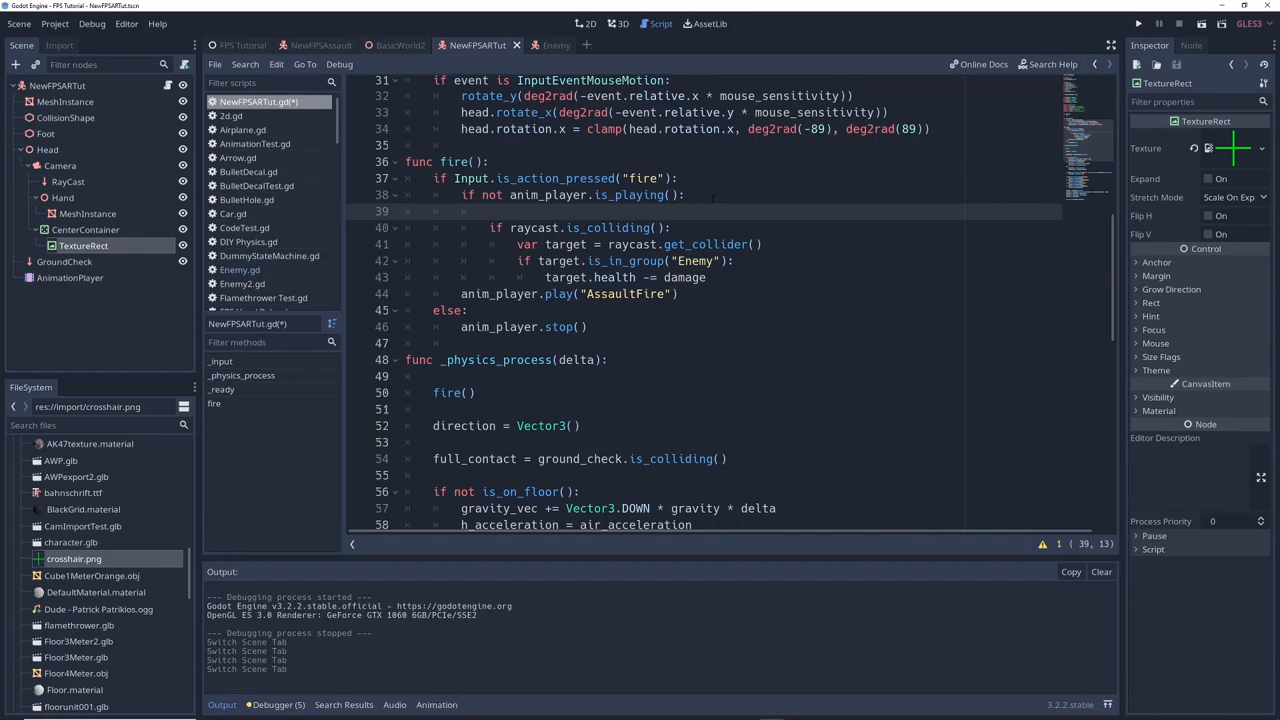 Godot Engine - FPS Tutorial - NewFPSARTut.tscn
Scene Project Debug Editor Help
2D 3D Script AssetLib
GLES3
Scene Import
FPS Tutorial NewFPSAssault BasicWorld2 NewFPSARTut Enemy
Inspector Node
Filter nodes
File Search Edit Go To Debug
Online Docs Search Help
NewFPSARTut
MeshInstance
CollisionShape
Foot
Head
Camera
RayCast
Hand
MeshInstance
CenterContainer
TextureRect
GroundCheck
AnimationPlayer
FileSystem
res://import/crosshair.png
Search files
AK47texture.material
AWP.glb
AWPexport2.glb
bahnschrift.ttf
BlackGrid.material
CamImportTest.glb
character.glb
crosshair.png
Cube1MeterOrange.obj
DefaultMaterial.material
Dude - Patrick Patrikios.ogg
flamethrower.glb
Floor3Meter2.glb
Floor3Meter.glb
Floor4Meter.obj
Floor.material
floorunit001.glb
Filter scripts
NewFPSARTut.gd(*)
2d.gd
Airplane.gd
AnimationTest.gd
Arrow.gd
BulletDecal.gd
BulletDecalTest.gd
BulletHole.gd
Car.gd
CodeTest.gd
DIY Physics.gd
DummyStateMachine.gd
Enemy.gd
Enemy2.gd
Flamethrower Test.gd
NewFPSARTut.gd(*)
Filter methods
_input
_physics_process
_ready
fire
31 if event is InputEventMouseMotion:
32 rotate_y(deg2rad(-event.relative.x * mouse_sensitivity))
33 head.rotate_x(deg2rad(-event.relative.y * mouse_sensitivity))
34 head.rotation.x = clamp(head.rotation.x, deg2rad(-89), deg2rad(89))
35
36 func fire():
37 if Input.is_action_pressed("fire"):
38 if not anim_player.is_playing():
39
40 if raycast.is_colliding():
41 var target = raycast.get_collider()
42 if target.is_in_group("Enemy"):
43 target.health -= damage
44 anim_player.play("AssaultFire")
45 else:
46 anim_player.stop()
47
48 func _physics_process(delta):
49
50 fire()
51
52 direction = Vector3()
53
54 full_contact = ground_check.is_colliding()
55
56 if not is_on_floor():
57 gravity_vec += Vector3.DOWN * gravity * delta
58 h_acceleration = air_acceleration
1 ( 39, 13)
Output:
Copy Clear
--- Debugging process started ---
Godot Engine v3.2.2.stable.official - https://godotengine.org
OpenGL ES 3.0 Renderer: GeForce GTX 1060 6GB/PCIe/SSE2
--- Debugging process stopped ---
Switch Scene Tab
Switch Scene Tab
Switch Scene Tab
Switch Scene Tab
Output Debugger (5) Search Results Audio Animation
3.2.2.stable
TextureRect
Filter properties
TextureRect
Texture
Expand On
Stretch Mode Scale On Exp
Flip H On
Flip V On
Control
Anchor
Margin
Grow Direction
Rect
Hint
Focus
Mouse
Size Flags
Theme
CanvasItem
Visibility
Material
Node
Editor Description
Process Priority 0
Pause
Script